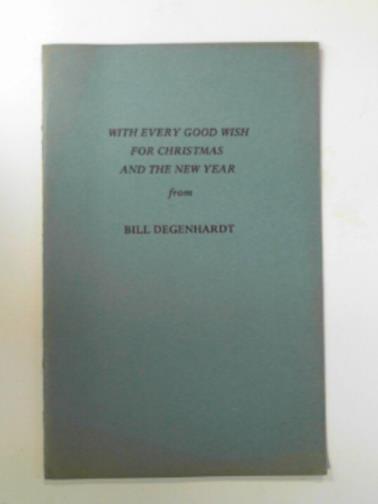 WITH EVERY GOOD WISH
FOR CHRISTMAS
AND THE NEW YEAR
from
BILL DEGENHARDT